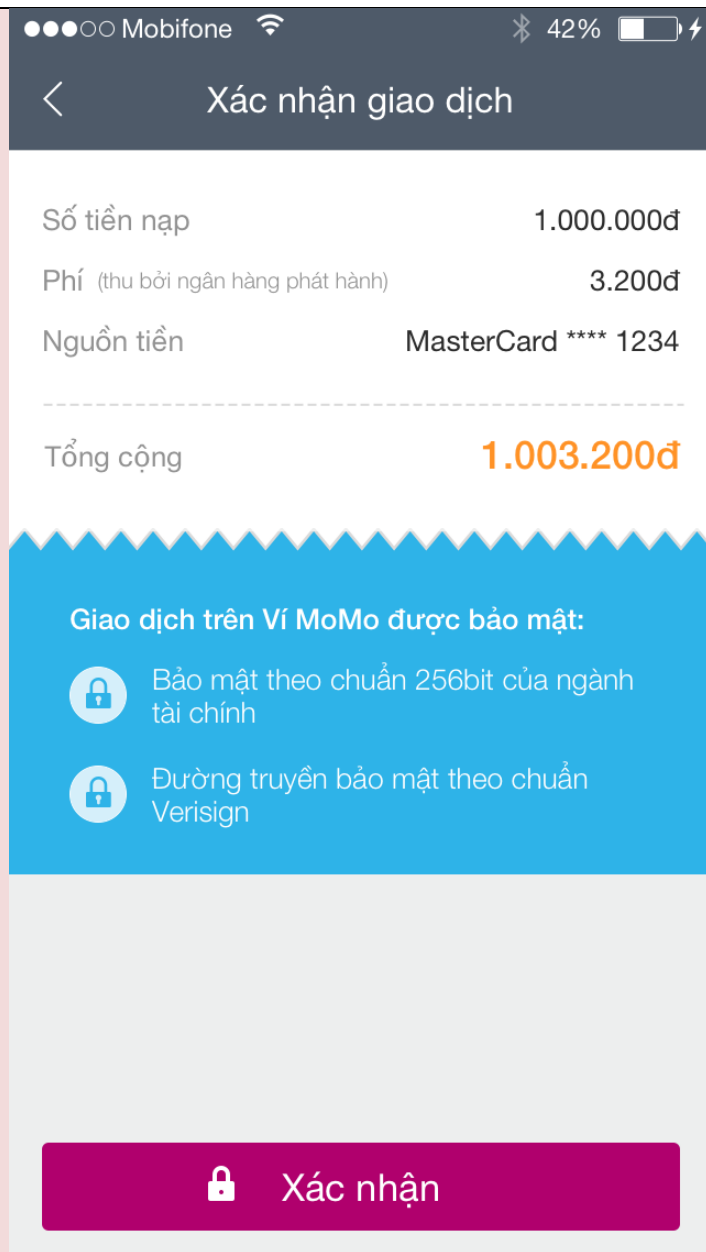 Mobifone 42%
Xác nhận giao dịch
Số tiền nạp 1.000.000đ
Phí (thu bởi ngân hàng phát hành) 3.200đ
Nguồn tiền MasterCard **** 1234
Tổng cộng 1.003.200đ
Giao dịch trên Ví MoMo được bảo mật:
Bảo mật theo chuẩn 256bit của ngành
tài chính
Đường truyền bảo mật theo chuẩn
Verisign
Xác nhận